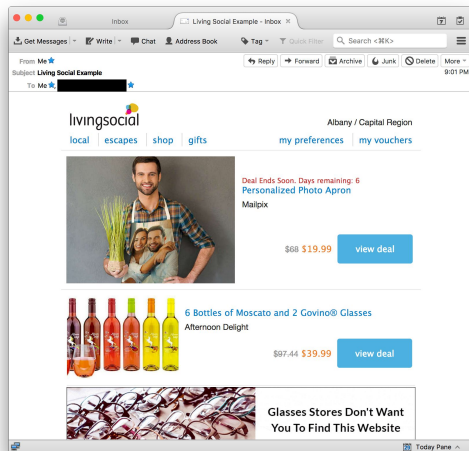 Inbox
Living Social Example - Inbox
Get Messages
Write
Chat
Address Book
Tag
Quick Filter
Search <⌘K>
From Me
Reply
Forward
Archive
Junk
Delete
More
Subject Living Social Example
9:01 PM
To Me
livingsocial
Albany / Capital Region
local escapes shop gifts
my preferences my vouchers
Deal Ends Soon. Days remaining: 6
Personalized Photo Apron
Mailpix
$68 $19.99
view deal
6 Bottles of Moscato and 2 Govino® Glasses
Afternoon Delight
$97.44 $39.99
view deal
Glasses Stores Don't Want
You To Find This Website
Today Pane